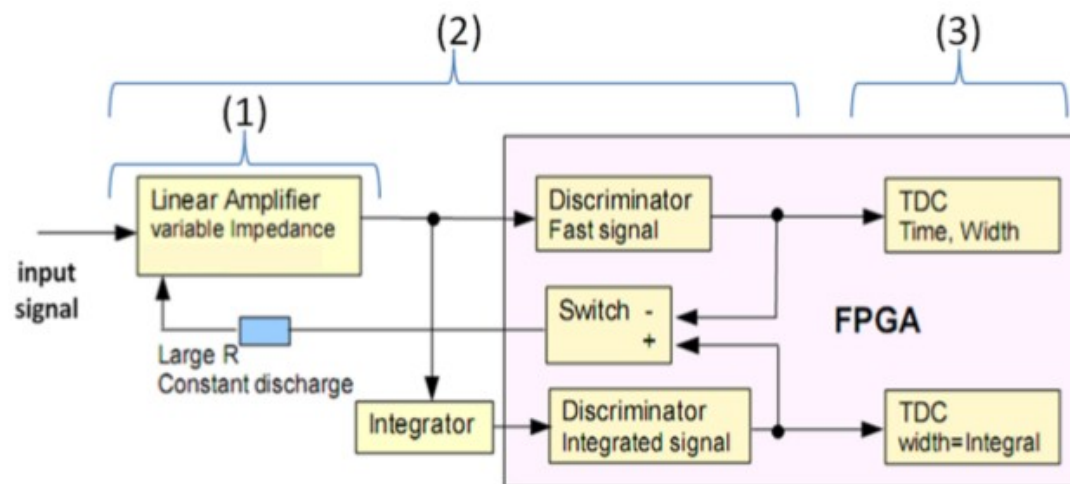 (2)
(3)
(1)
Linear Amplifier
variable Impedance
input
signal
Discriminator
Fast signal
TDC
Time, Width
Switch -
+
FPGA
Large R
Constant discharge
Integrator
Discriminator
Integrated signal
TDC
width=Integral